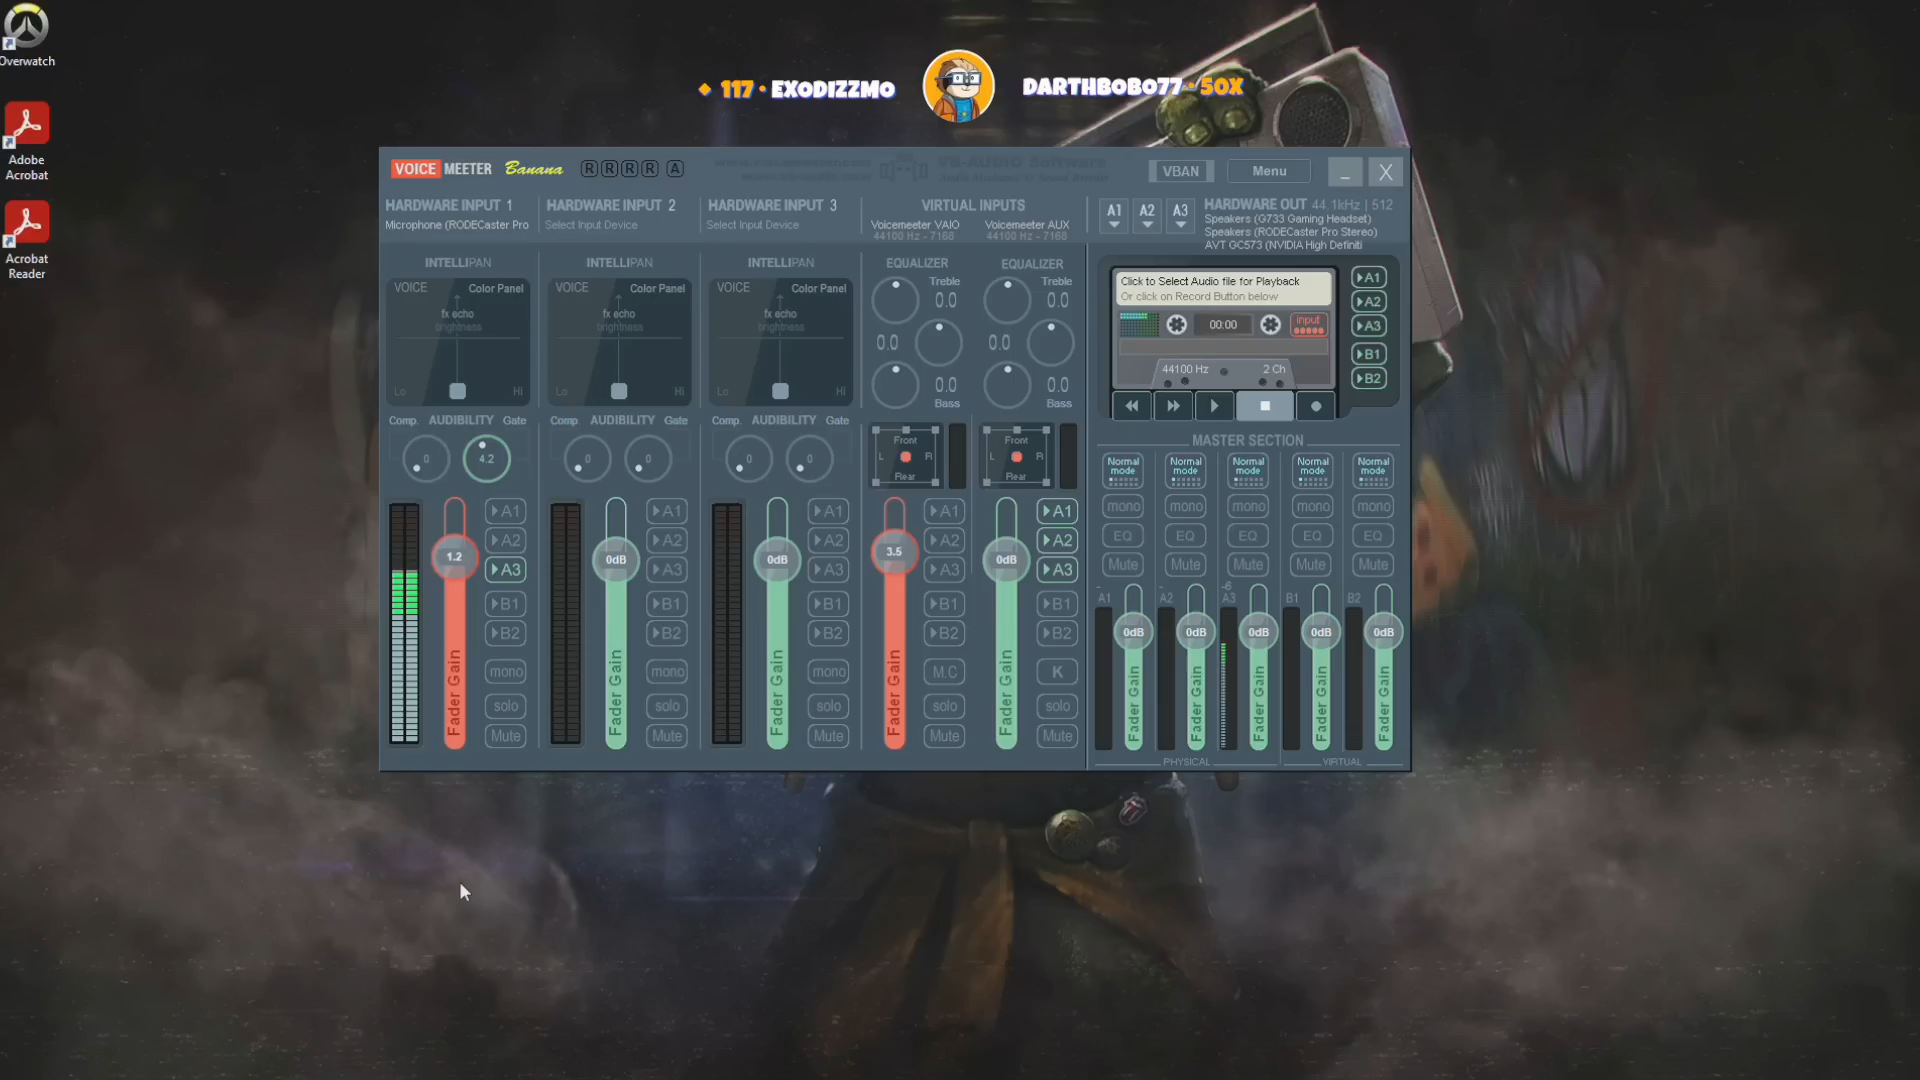 Overwatch
Adobe
Acrobat
Acrobat
Reader
117 · EXODIZZMO
DARTHBOBO77 · 50X
VOICE MEETER Banana R R R R A
VB-AUDIO Software
VBAN Menu _ X
HARDWARE INPUT 1 HARDWARE INPUT 2 HARDWARE INPUT 3 VIRTUAL INPUTS
Microphone (RODECaster Pro Select Input Device Select Input Device Voicemeeter VAIO Voicemeeter AUX
44100 Hz - 7168 44100 Hz - 7168
A1 A2 A3 HARDWARE OUT 44.1kHz | 512
Speakers (G733 Gaming Headset)
Speakers (RODECaster Pro Stereo)
AVT GC573 (NVIDIA High Definiti
INTELLIPAN INTELLIPAN INTELLIPAN EQUALIZER EQUALIZER
VOICE Color Panel VOICE Color Panel VOICE Color Panel Treble Treble
fx echo fx echo fx echo 0.0 0.0
brightness brightness brightness
0.0 0.0
Lo Hi Lo Hi Lo Hi 0.0 0.0
Bass Bass
Click to Select Audio file for Playback
Or click on Record Button below
00:00 input
44100 Hz 2 Ch
A1
A2
A3
B1
B2
Comp. AUDIBILITY Gate Comp. AUDIBILITY Gate Comp. AUDIBILITY Gate
0 4.2 0 0 0 0
Front Front
L R L R
Rear Rear
A1 A1 A1 A1 A1
A2 A2 A2 A2 A2
1.2 0dB 0dB 3.5 0dB
A3 A3 A3 A3 A3
B1 B1 B1 B1 B1
B2 B2 B2 B2 B2
Fader Gain Fader Gain Fader Gain Fader Gain Fader Gain
mono mono mono M.C K
solo solo solo solo solo
Mute Mute Mute Mute Mute
MASTER SECTION
Normal Normal Normal Normal Normal
mode mode mode mode mode
mono mono mono mono mono
EQ EQ EQ EQ EQ
Mute Mute Mute Mute Mute
- - -6 - -
A1 A2 A3 B1 B2
0dB 0dB 0dB 0dB 0dB
Fader Gain Fader Gain Fader Gain Fader Gain Fader Gain
PHYSICAL VIRTUAL